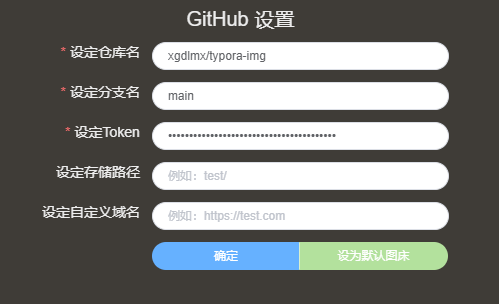 GitHub 设置
* 设定仓库名 xgdlmx/typora-img
* 设定分支名 main
* 设定Token ••••••••••••••••••••••••••••••••••••••••
设定存储路径 例如：test/
设定自定义域名 例如：https://test.com
确定 设为默认图床